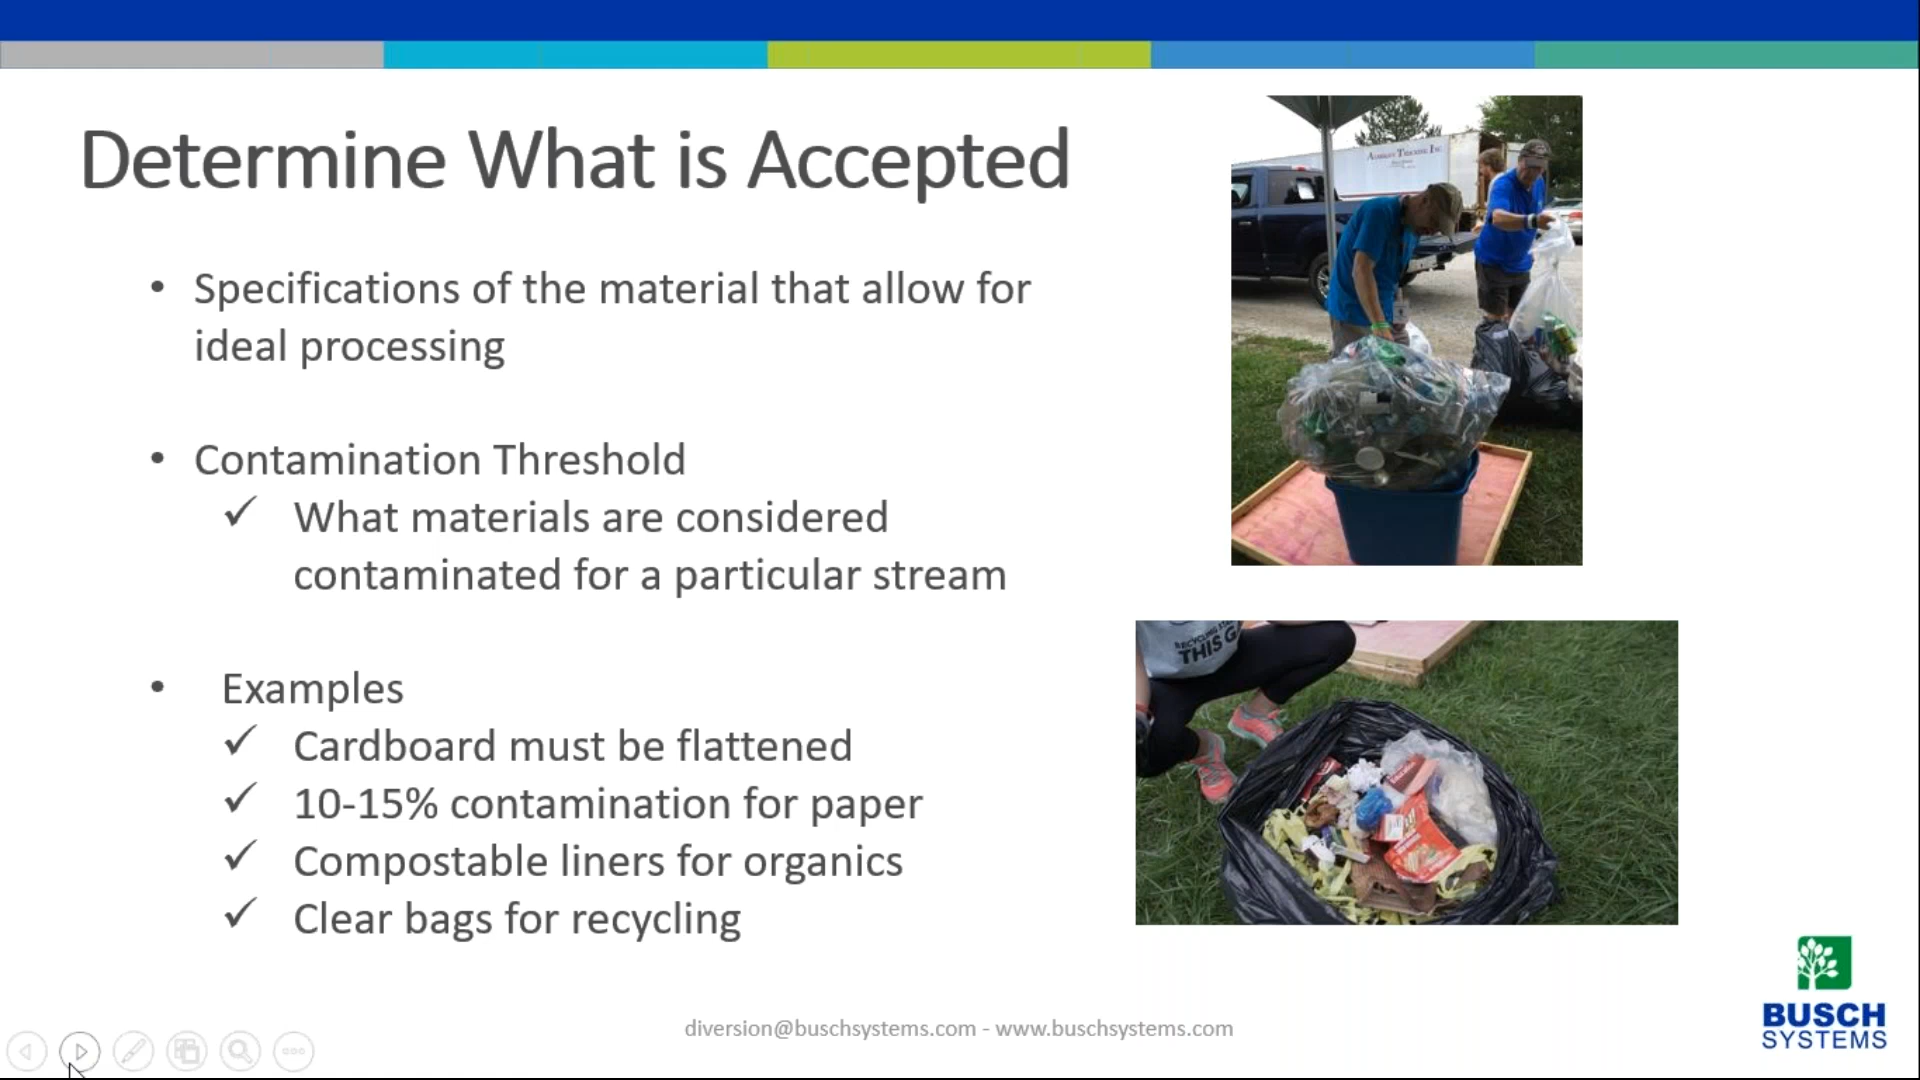 Determine What is Accepted
• Specifications of the material that allow for
ideal processing
• Contamination Threshold
✓ What materials are considered
contaminated for a particular stream
• Examples
✓ Cardboard must be flattened
✓ 10-15% contamination for paper
✓ Compostable liners for organics
✓ Clear bags for recycling
RECYCLING
THIS G
BUSCH
SYSTEMS
diversion@buschsystems.com - www.buschsystems.com